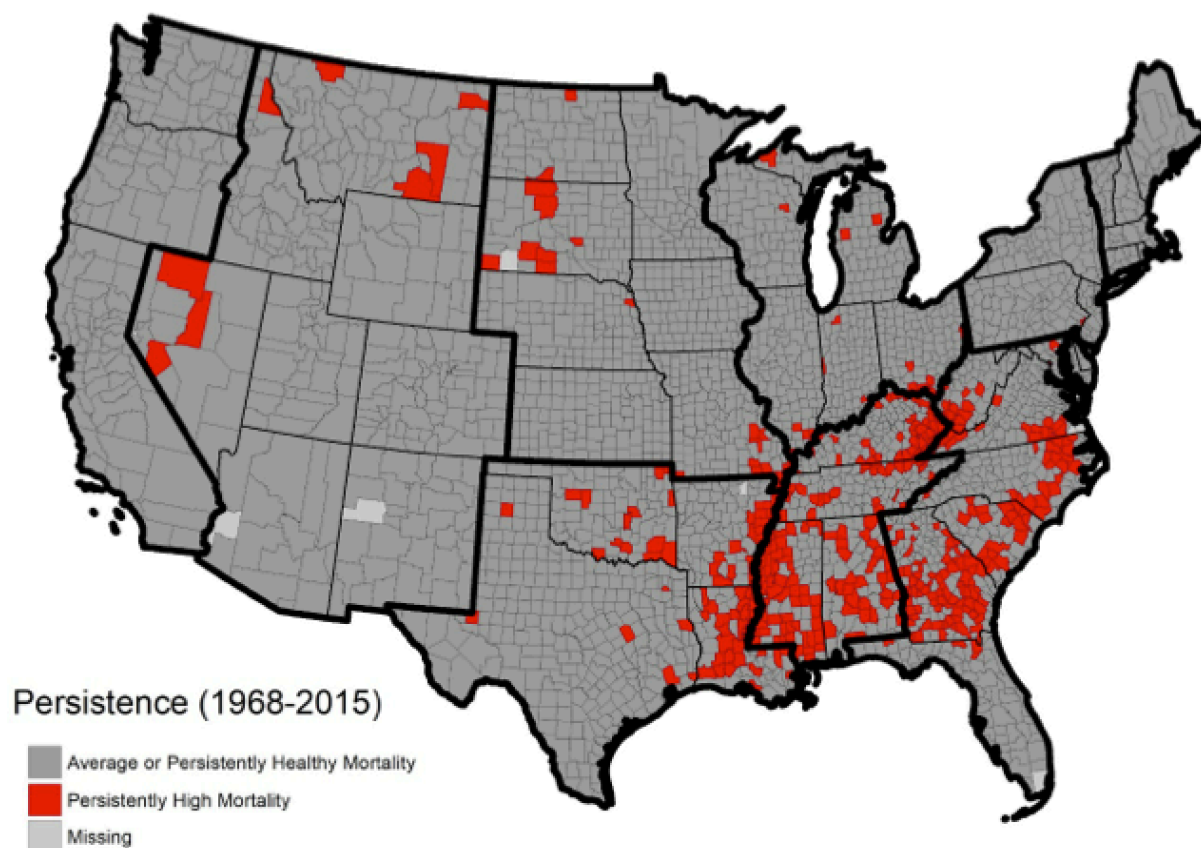 Persistence (1968-2015)
Average or Persistently Healthy Mortality
Persistently High Mortality
Missing